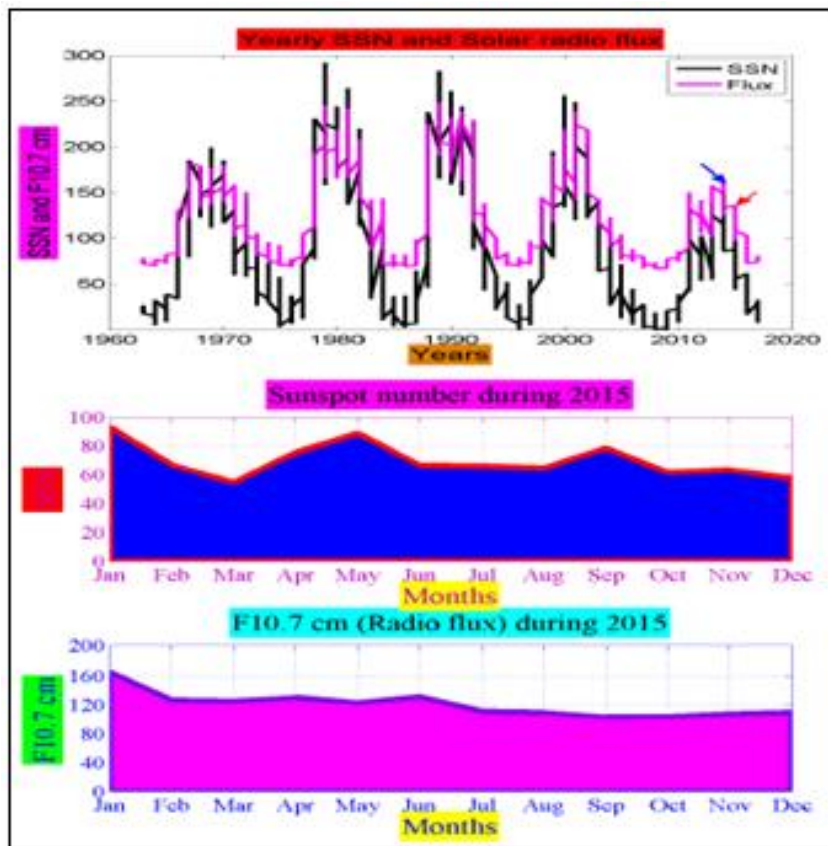 Yearly SSN and Solar radio flux
SSN
Flux
SSN and F10.7 cm
300
250
200
150
100
50
1960 1970 1980 1990 2000 2010 2020
Years
Sunspot number during 2015
100
80
60
40
20
0
Jan Feb Mar Apr May Jun Jul Aug Sep Oct Nov Dec
Months
F10.7 cm (Radio flux) during 2015
F10.7 cm
200
160
120
80
40
0
Jan Feb Mar Apr May Jun Jul Aug Sep Oct Nov Dec
Months